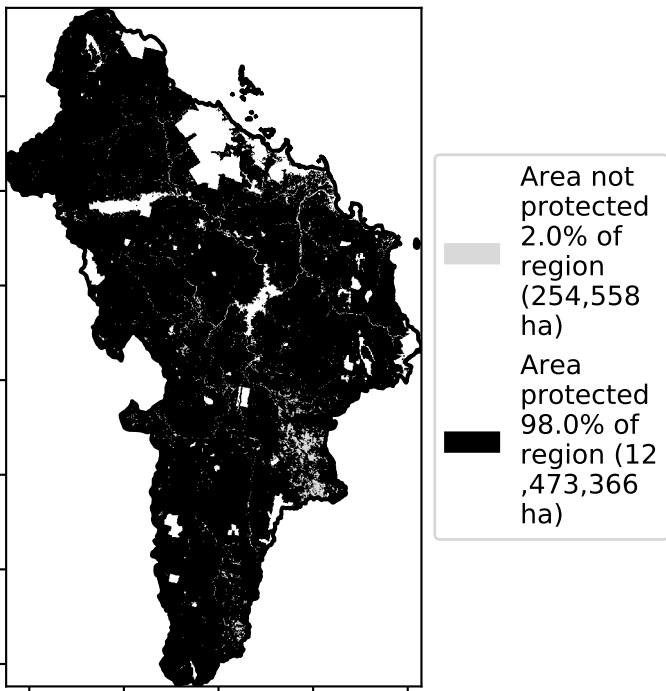 Area not
protected
2.0% of
region
(254,558
ha)
Area
protected
98.0% of
region (12
,473,366
ha)